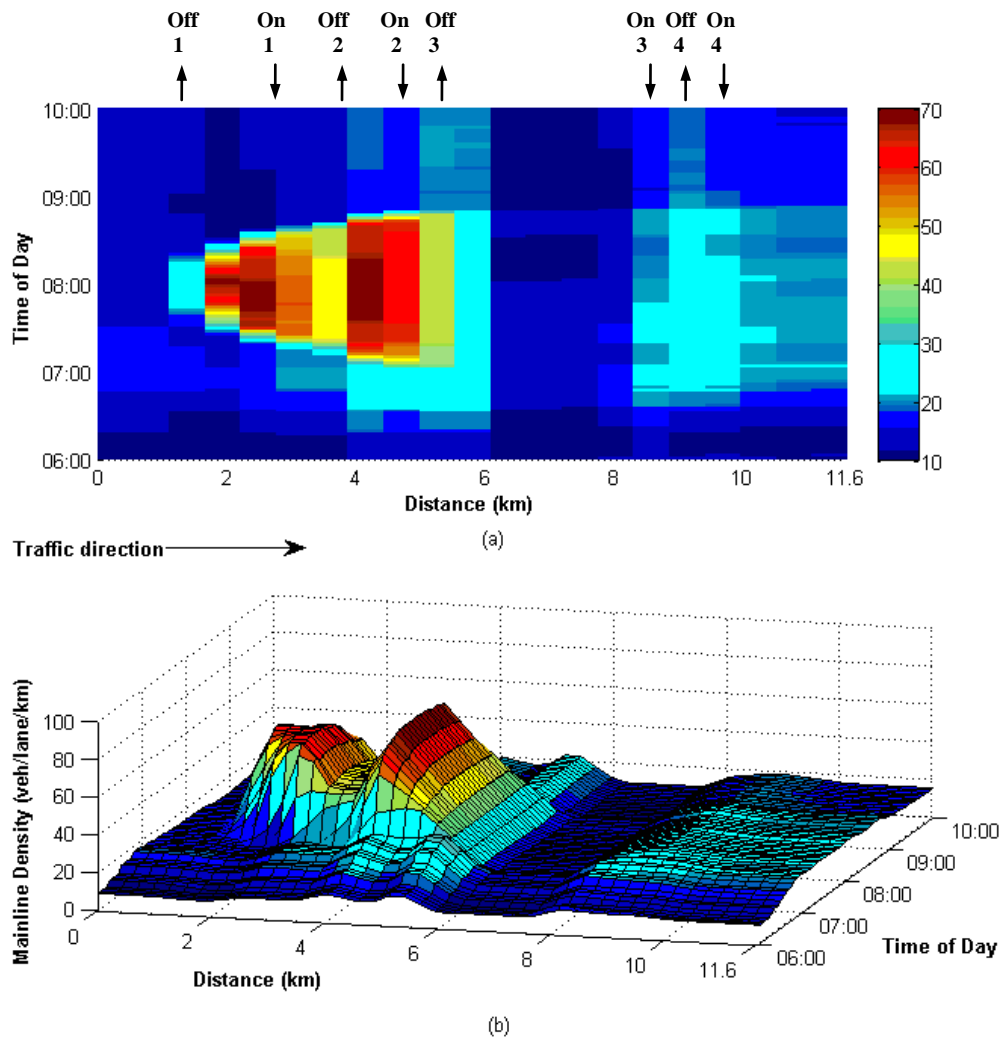 Off On Off On Off On Off On
1 1 2 2 3 3 4 4
10:00
09:00
08:00
07:00
06:00
Time of Day
0 2 4 6 8 10 11.6
Distance (km)
70
60
50
40
30
20
10
(a)
Traffic direction
100
80
60
40
20
0
Mainline Density (veh/lane/km)
0 2 4 6 8 10 11.6
Distance (km)
06:00
07:00
08:00
09:00
10:00
Time of Day
(b)